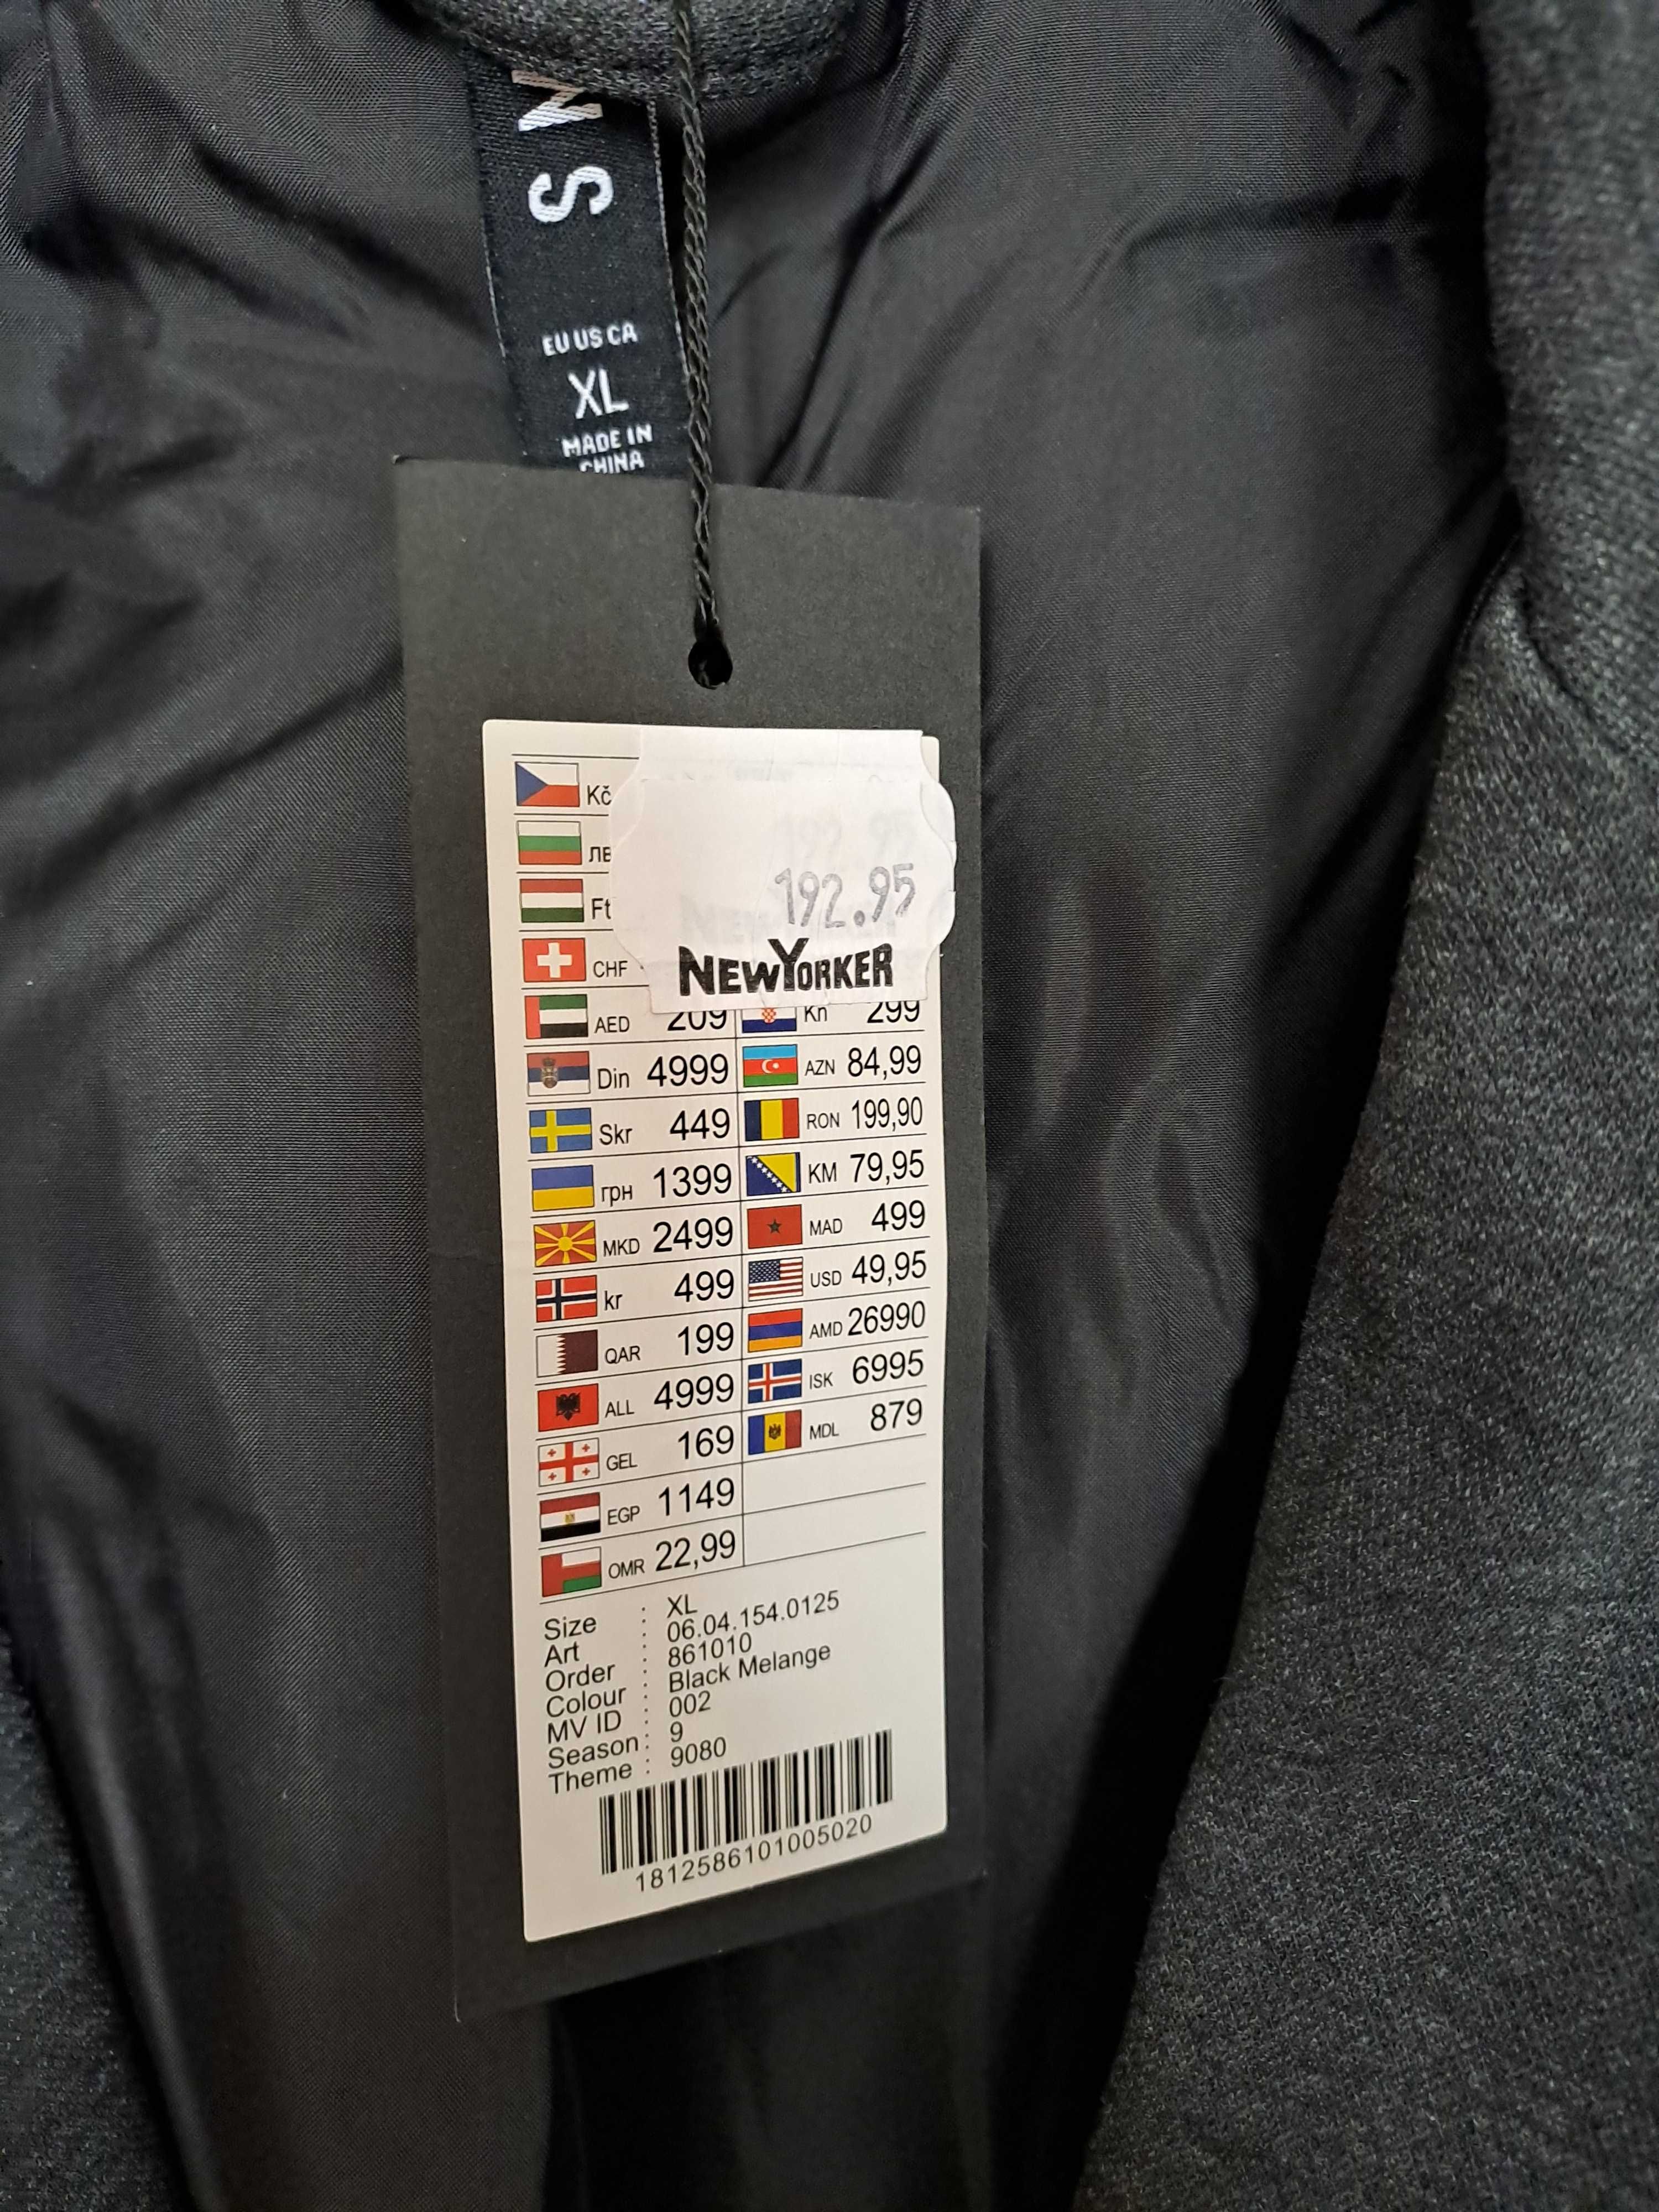 SM
EU US CA
XL
MADE IN
CHINA
Kč
лв
Ft
192.95
NEWYORKER
CHF
AED 209 Kn 299
Din 4999 AZN 84,99
Skr 449 RON 199,90
грн 1399 KM 79,95
MKD 2499 MAD 499
kr 499 USD 49,95
QAR 199 AMD 26990
ALL 4999 ISK 6995
GEL 169 MDL 879
EGP 1149
OMR 22,99
Size : XL
Art : 06.04.154.0125
Order : 861010
Colour : Black Melange
MV ID : 002
Season : 9
Theme : 9080
1812586101005020